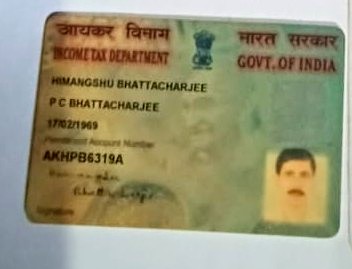 आयकर विभाग
भारत सरकार
INCOME TAX DEPARTMENT
GOVT. OF INDIA
HIMANGSHU BHATTACHARJEE
P C BHATTACHARJEE
17/02/1969
Permanent Account Number
AKHPB6319A
Signature